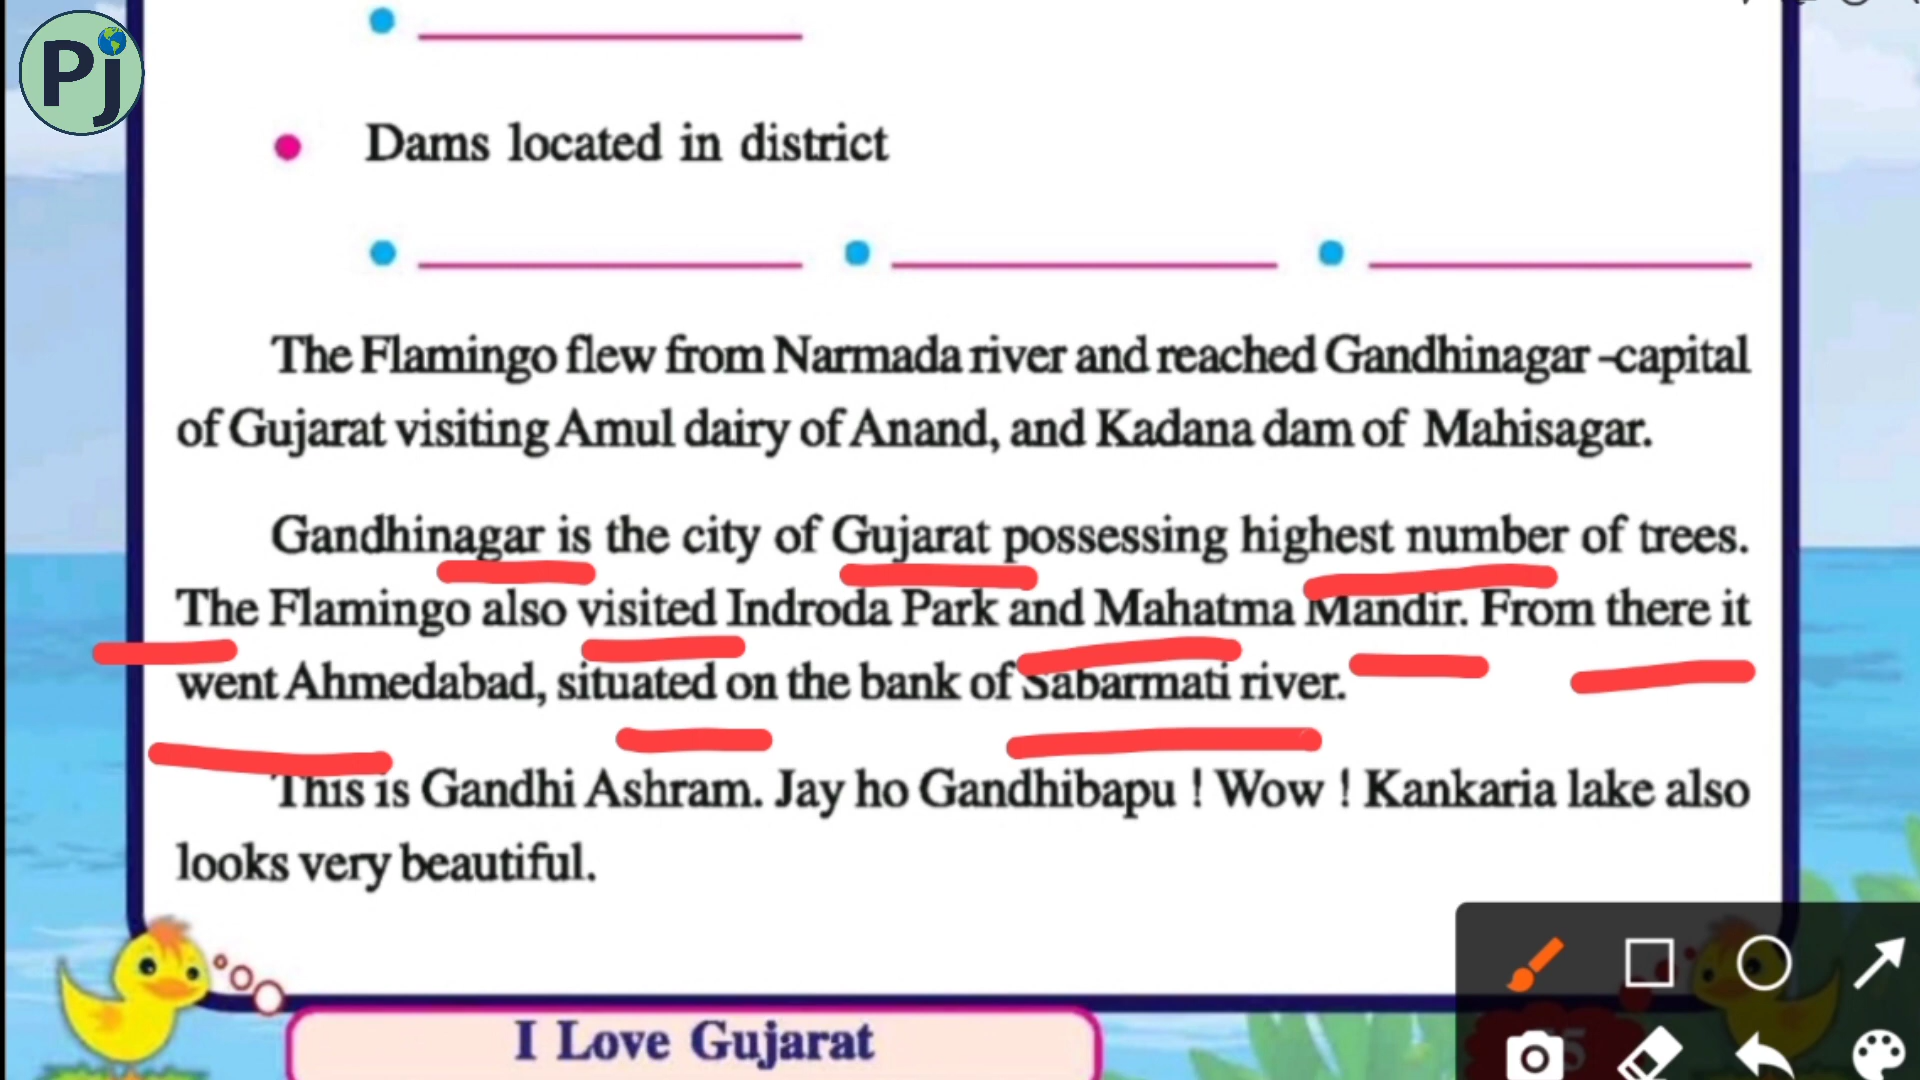 Pj
Dams located in district
The Flamingo flew from Narmada river and reached Gandhinagar -capital
of Gujarat visiting Amul dairy of Anand, and Kadana dam of Mahisagar.
Gandhinagar is the city of Gujarat possessing highest number of trees.
The Flamingo also visited Indroda Park and Mahatma Mandir. From there it
went Ahmedabad, situated on the bank of Sabarmati river.
This is Gandhi Ashram. Jay ho Gandhibapu ! Wow ! Kankaria lake also
looks very beautiful.
I Love Gujarat